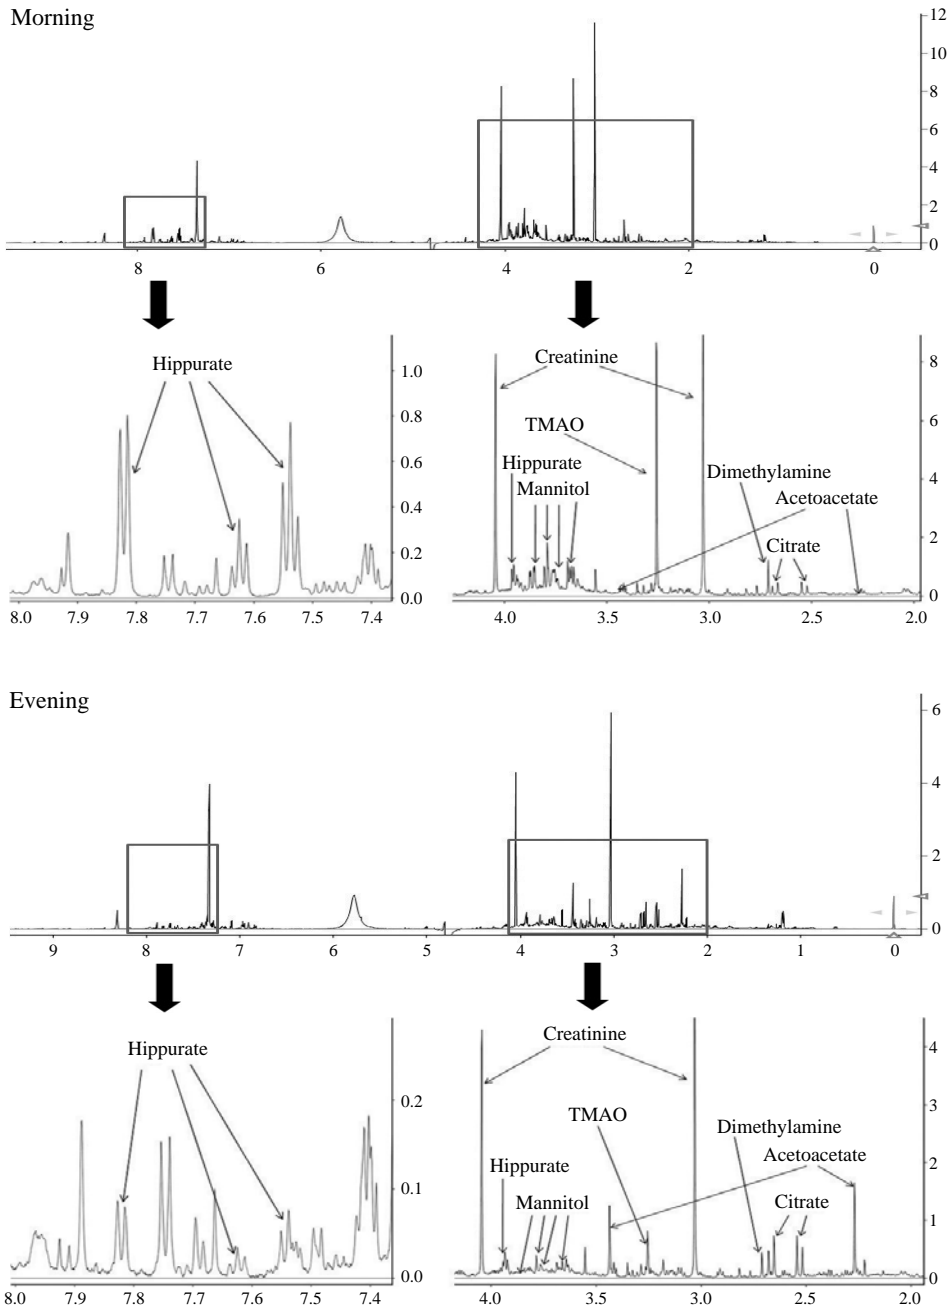 Morning
12
10
8
6
4
2
0
8 6 4 2 0
Hippurate
1.0
0.8
0.6
0.4
0.2
0.0
8.0 7.9 7.8 7.7 7.6 7.5 7.4
Creatinine
TMAO
Hippurate
Mannitol
Dimethylamine
Acetoacetate
Citrate
8
6
4
2
0
4.0 3.5 3.0 2.5 2.0
Evening
6
4
2
0
9 8 7 6 5 4 3 2 1 0
Hippurate
0.2
0.1
0.0
8.0 7.9 7.8 7.7 7.6 7.5 7.4
Creatinine
TMAO
Hippurate
Mannitol
Dimethylamine
Acetoacetate
Citrate
4
3
2
1
0
4.0 3.5 3.0 2.5 2.0